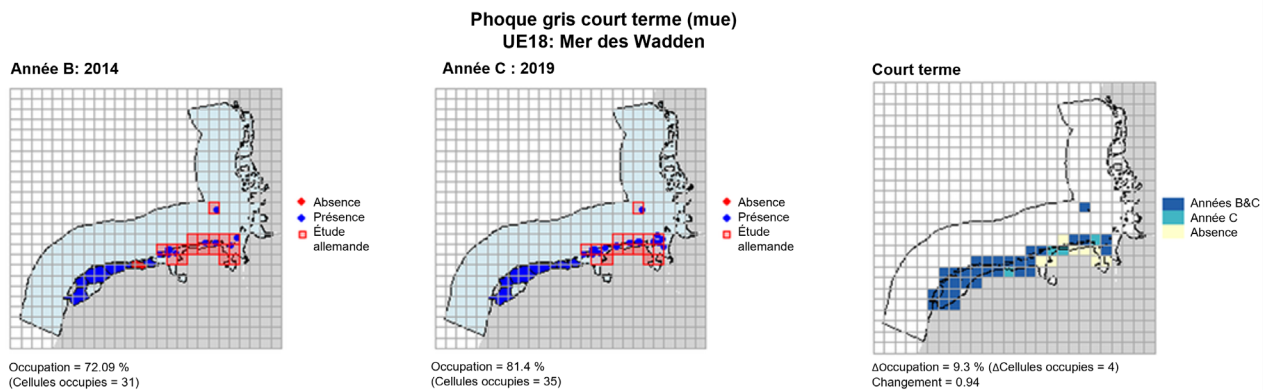 Phoque gris court terme (mue)
UE18: Mer des Wadden
Année B: 2014
Absence
Présence
Étude
allemande
Occupation = 72.09 %
(Cellules occupies = 31)
Année C : 2019
Absence
Présence
Étude
allemande
Occupation = 81.4 %
(Cellules occupies = 35)
Court terme
Années B&C
Année C
Absence
ΔOccupation = 9.3 % (ΔCellules occupies = 4)
Changement = 0.94